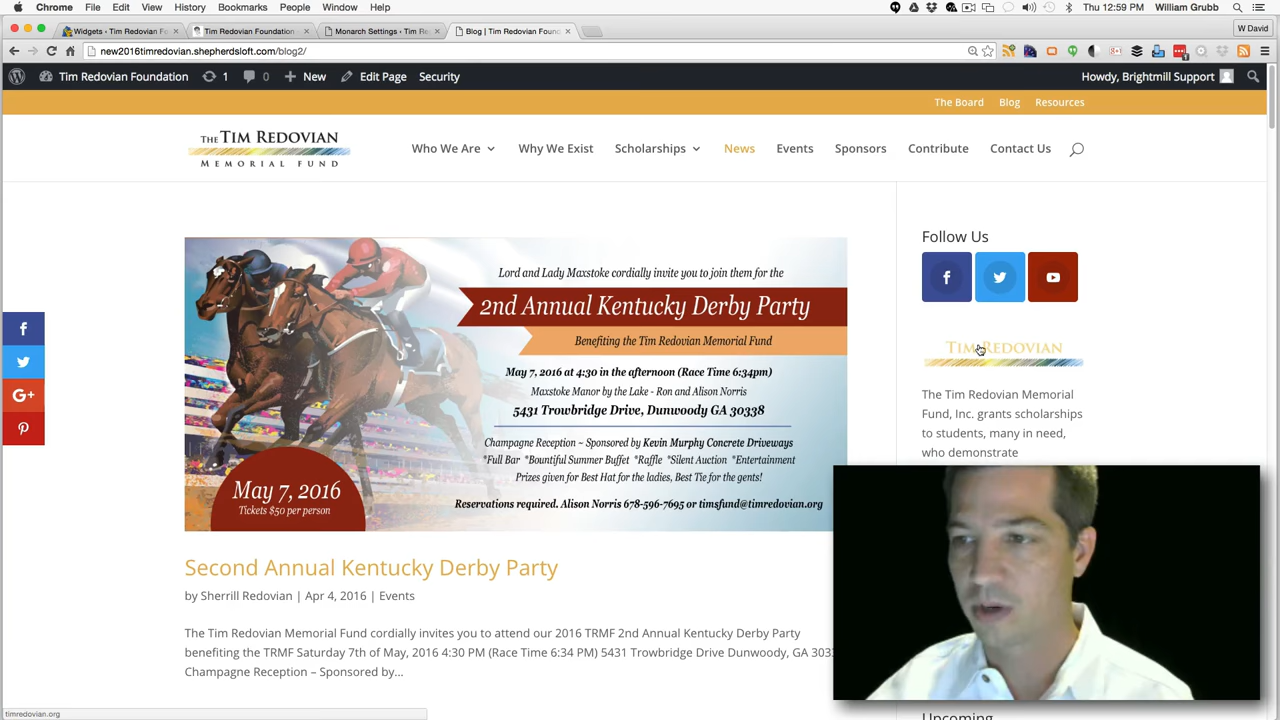 Chrome File Edit View History Bookmarks People Window Help
Thu 12:59 PM William Grubb
Widgets ‹ Tim Redovian F
Tim Redovian Foundation
Monarch Settings ‹ Tim Re
Blog | Tim Redovian Foun
W David
new2016timredovian.shepherdsloft.com/blog2/
Tim Redovian Foundation 1 0 New Edit Page Security
Howdy, Brightmill Support
The Board Blog Resources
THE TIM REDOVIAN
MEMORIAL FUND
Who We Are Why We Exist Scholarships News Events Sponsors Contribute Contact Us
Lord and Lady Maxstoke cordially invite you to join them for the
2nd Annual Kentucky Derby Party
Benefiting the Tim Redovian Memorial Fund
May 7, 2016 at 4:30 in the afternoon (Race Time 6:34pm)
Maxstoke Manor by the Lake - Ron and Alison Norris
5431 Trowbridge Drive, Dunwoody GA 30338
Champagne Reception ~ Sponsored by Kevin Murphy Concrete Driveways
*Full Bar *Bountiful Summer Buffet *Raffle *Silent Auction *Entertainment
Prizes given for Best Hat for the ladies, Best Tie for the gents!
Reservations required. Alison Norris 678-596-7695 or timsfund@timredovian.org
May 7, 2016
Tickets $50 per person
Follow Us
TIM REDOVIAN
The Tim Redovian Memorial
Fund, Inc. grants scholarships
to students, many in need,
who demonstrate
Second Annual Kentucky Derby Party
by Sherrill Redovian | Apr 4, 2016 | Events
The Tim Redovian Memorial Fund cordially invites you to attend our 2016 TRMF 2nd Annual Kentucky Derby Party
benefiting the TRMF Saturday 7th of May, 2016 4:30 PM (Race Time 6:34 PM) 5431 Trowbridge Drive Dunwoody, GA 3033
Champagne Reception – Sponsored by...
Upcoming
timredovian.org